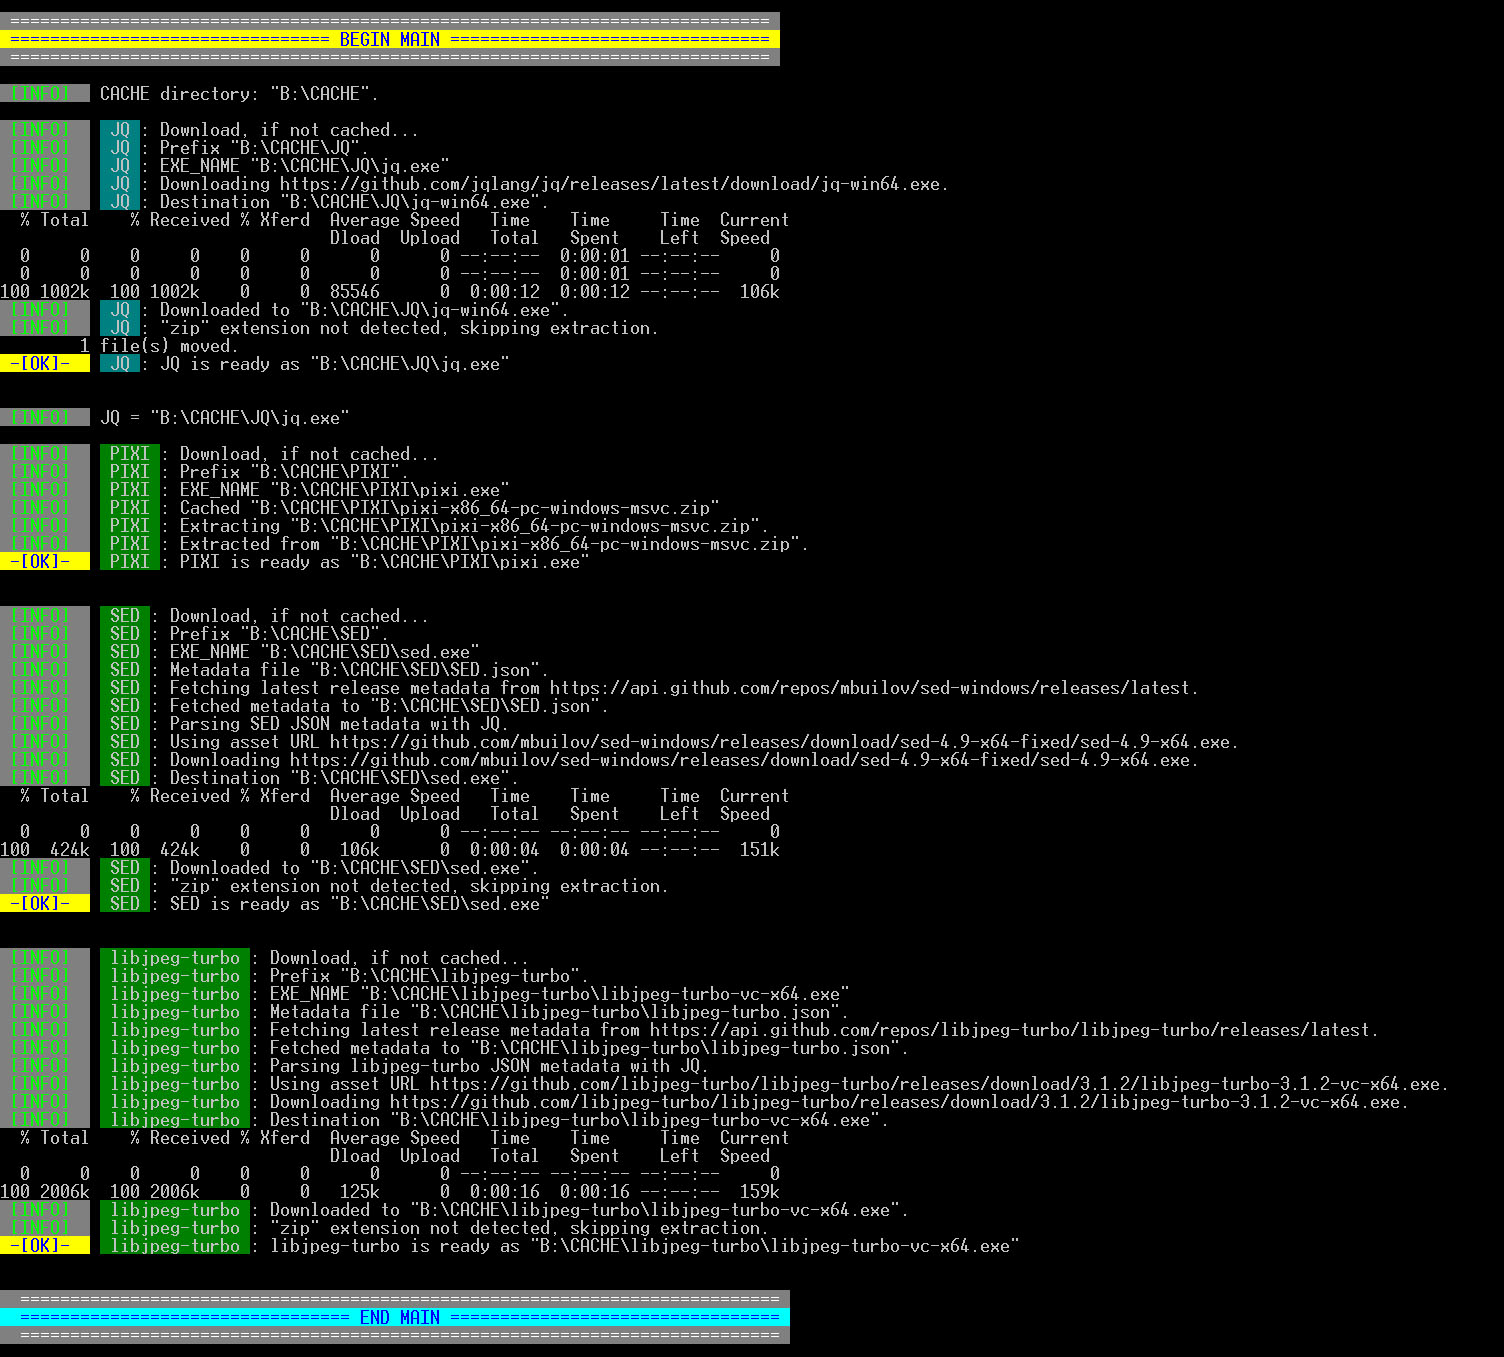 ============================================================================
================================ BEGIN MAIN ================================
============================================================================
[INFO] CACHE directory: "B:\CACHE".
[INFO] JQ : Download, if not cached...
[INFO] JQ : Prefix "B:\CACHE\JQ".
[INFO] JQ : EXE_NAME "B:\CACHE\JQ\jq.exe"
[INFO] JQ : Downloading https://github.com/jqlang/jq/releases/latest/download/jq-win64.exe.
[INFO] JQ : Destination "B:\CACHE\JQ\jq-win64.exe".
% Total % Received % Xferd Average Speed Time Time Time Current
Dload Upload Total Spent Left Speed
0 0 0 0 0 0 0 0 --:--:-- 0:00:01 --:--:-- 0
0 0 0 0 0 0 0 0 --:--:-- 0:00:01 --:--:-- 0
100 1002k 100 1002k 0 0 85546 0 0:00:12 0:00:12 --:--:-- 106k
[INFO] JQ : Downloaded to "B:\CACHE\JQ\jq-win64.exe".
[INFO] JQ : "zip" extension not detected, skipping extraction.
1 file(s) moved.
-[OK]- JQ : JQ is ready as "B:\CACHE\JQ\jq.exe"
[INFO] JQ = "B:\CACHE\JQ\jq.exe"
[INFO] PIXI : Download, if not cached...
[INFO] PIXI : Prefix "B:\CACHE\PIXI".
[INFO] PIXI : EXE_NAME "B:\CACHE\PIXI\pixi.exe"
[INFO] PIXI : Cached "B:\CACHE\PIXI\pixi-x86_64-pc-windows-msvc.zip"
[INFO] PIXI : Extracting "B:\CACHE\PIXI\pixi-x86_64-pc-windows-msvc.zip".
[INFO] PIXI : Extracted from "B:\CACHE\PIXI\pixi-x86_64-pc-windows-msvc.zip".
-[OK]- PIXI : PIXI is ready as "B:\CACHE\PIXI\pixi.exe"
[INFO] SED : Download, if not cached...
[INFO] SED : Prefix "B:\CACHE\SED".
[INFO] SED : EXE_NAME "B:\CACHE\SED\sed.exe"
[INFO] SED : Metadata file "B:\CACHE\SED\SED.json".
[INFO] SED : Fetching latest release metadata from https://api.github.com/repos/mbuilov/sed-windows/releases/latest.
[INFO] SED : Fetched metadata to "B:\CACHE\SED\SED.json".
[INFO] SED : Parsing SED JSON metadata with JQ.
[INFO] SED : Using asset URL https://github.com/mbuilov/sed-windows/releases/download/sed-4.9-x64-fixed/sed-4.9-x64.exe.
[INFO] SED : Downloading https://github.com/mbuilov/sed-windows/releases/download/sed-4.9-x64-fixed/sed-4.9-x64.exe.
[INFO] SED : Destination "B:\CACHE\SED\sed.exe".
% Total % Received % Xferd Average Speed Time Time Time Current
Dload Upload Total Spent Left Speed
0 0 0 0 0 0 0 0 --:--:-- --:--:-- --:--:-- 0
100 424k 100 424k 0 0 106k 0 0:00:04 0:00:04 --:--:-- 151k
[INFO] SED : Downloaded to "B:\CACHE\SED\sed.exe".
[INFO] SED : "zip" extension not detected, skipping extraction.
-[OK]- SED : SED is ready as "B:\CACHE\SED\sed.exe"
[INFO] libjpeg-turbo : Download, if not cached...
[INFO] libjpeg-turbo : Prefix "B:\CACHE\libjpeg-turbo".
[INFO] libjpeg-turbo : EXE_NAME "B:\CACHE\libjpeg-turbo\libjpeg-turbo-vc-x64.exe"
[INFO] libjpeg-turbo : Metadata file "B:\CACHE\libjpeg-turbo\libjpeg-turbo.json".
[INFO] libjpeg-turbo : Fetching latest release metadata from https://api.github.com/repos/libjpeg-turbo/libjpeg-turbo/releases/latest.
[INFO] libjpeg-turbo : Fetched metadata to "B:\CACHE\libjpeg-turbo\libjpeg-turbo.json".
[INFO] libjpeg-turbo : Parsing libjpeg-turbo JSON metadata with JQ.
[INFO] libjpeg-turbo : Using asset URL https://github.com/libjpeg-turbo/libjpeg-turbo/releases/download/3.1.2/libjpeg-turbo-3.1.2-vc-x64.exe.
[INFO] libjpeg-turbo : Downloading https://github.com/libjpeg-turbo/libjpeg-turbo/releases/download/3.1.2/libjpeg-turbo-3.1.2-vc-x64.exe.
[INFO] libjpeg-turbo : Destination "B:\CACHE\libjpeg-turbo\libjpeg-turbo-vc-x64.exe".
% Total % Received % Xferd Average Speed Time Time Time Current
Dload Upload Total Spent Left Speed
0 0 0 0 0 0 0 0 --:--:-- --:--:-- --:--:-- 0
100 2006k 100 2006k 0 0 125k 0 0:00:16 0:00:16 --:--:-- 159k
[INFO] libjpeg-turbo : Downloaded to "B:\CACHE\libjpeg-turbo\libjpeg-turbo-vc-x64.exe".
[INFO] libjpeg-turbo : "zip" extension not detected, skipping extraction.
-[OK]- libjpeg-turbo : libjpeg-turbo is ready as "B:\CACHE\libjpeg-turbo\libjpeg-turbo-vc-x64.exe"
============================================================================
================================= END MAIN =================================
============================================================================